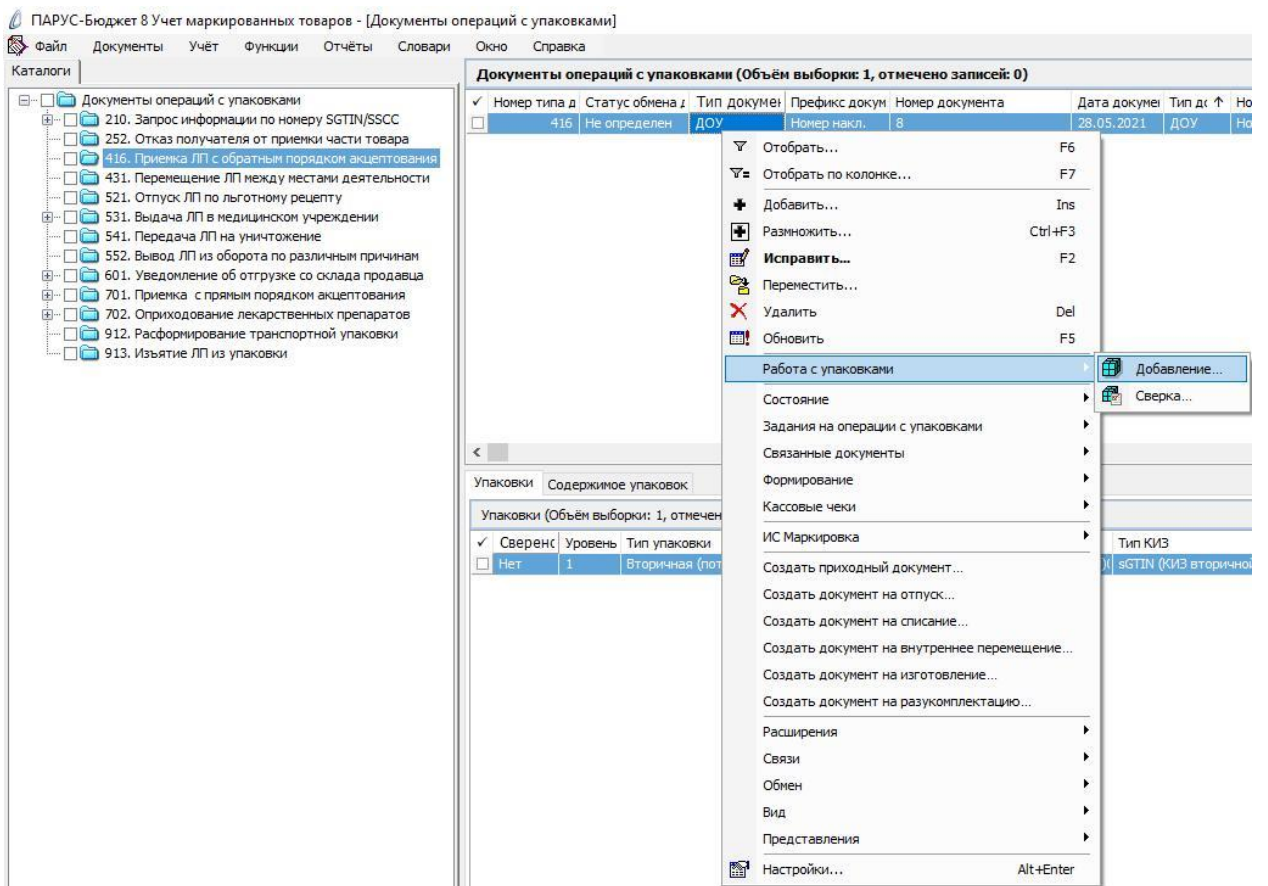 ПАРУС-Бюджет 8 Учет маркированных товаров - [Документы операций с упаковками]
Файл Документы Учёт Функции Отчёты Словари Окно Справка
Каталоги
Документы операций с упаковками
210. Запрос информации по номеру SGTIN/SSCC
252. Отказ получателя от приемки части товара
416. Приемка ЛП с обратным порядком акцептования
431. Перемещение ЛП между местами деятельности
521. Отпуск ЛП по льготному рецепту
531. Выдача ЛП в медицинском учреждении
541. Передача ЛП на уничтожение
552. Вывод ЛП из оборота по различным причинам
601. Уведомление об отгрузке со склада продавца
701. Приемка с прямым порядком акцептования
702. Оприходование лекарственных препаратов
912. Расформирование транспортной упаковки
913. Изъятие ЛП из упаковки
Документы операций с упаковками (Объём выборки: 1, отмечено записей: 0)
Номер типа д Статус обмена д Тип докумен Префикс докум Номер документа Дата докумен Тип дс Но
416 Не определен ДОУ Номер накл. 8 28.05.2021 ДОУ Но
Отобрать... F6
Отобрать по колонке... F7
Добавить... Ins
Размножить... Ctrl+F3
Исправить... F2
Переместить...
Удалить Del
Обновить F5
Работа с упаковками
Добавление...
Сверка...
Состояние
Задания на операции с упаковками
Связанные документы
Формирование
Кассовые чеки
ИС Маркировка
Создать приходный документ...
Создать документ на отпуск...
Создать документ на списание...
Создать документ на внутреннее перемещение...
Создать документ на изготовление...
Создать документ на разукомплектацию...
Расширения
Связи
Обмен
Вид
Представления
Настройки... Alt+Enter
Упаковки Содержимое упаковок
Упаковки (Объём выборки: 1, отмечен
Сверенс Уровень Тип упаковки Тип КИЗ
Нет 1 Вторичная (пот sGTIN (КИЗ вторичной